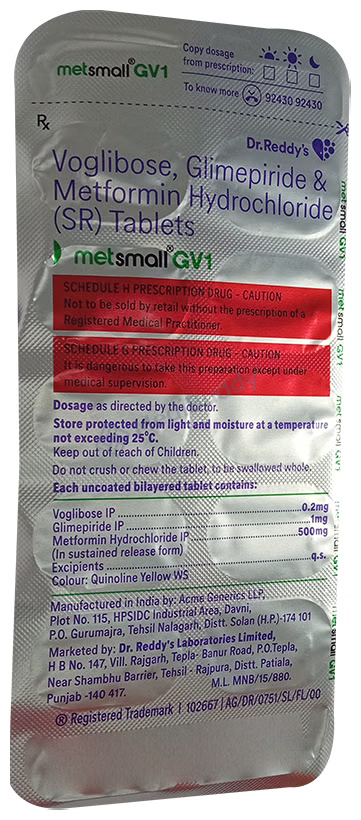 metsmall® GV1
Copy dosage
from prescription:
To know more 92430 92430
Rx
Dr.Reddy's
Voglibose, Glimepiride &
Metformin Hydrochloride
(SR) Tablets
metsmall® GV1
SCHEDULE H PRESCRIPTION DRUG - CAUTION
Not to be sold by retail without the prescription of a
Registered Medical Practitioner.
SCHEDULE G PRESCRIPTION DRUG - CAUTION
It is dangerous to take this preparation except under
medical supervision.
Dosage as directed by the doctor.
Store protected from light and moisture at a temperature
not exceeding 25°C.
Keep out of reach of Children.
Do not crush or chew the tablet, to be swallowed whole.
Each uncoated bilayered tablet contains:
Voglibose IP 0.2mg
Glimepiride IP 1mg
Metformin Hydrochloride IP 500mg
(In sustained release form)
Excipients q.s.
Colour: Quinoline Yellow WS
Manufactured in India by: Acme Generics LLP,
Plot No. 115, HPSIDC Industrial Area, Davni,
P.O. Gurumajra, Tehsil Nalagarh, Distt. Solan (H.P.)-174 101
Marketed by: Dr. Reddy's Laboratories Limited,
H B No. 147, Vill. Rajgarh, Tepla- Banur Road, P.O.Tepla,
Near Shambhu Barrier, Tehsil - Rajpura, Distt. Patiala,
Punjab -140 417. M.L. MNB/15/880.
® Registered Trademark I 102667 | AG/DR/0751/SL/FL/00
metsmall GV1
metsmall GV1